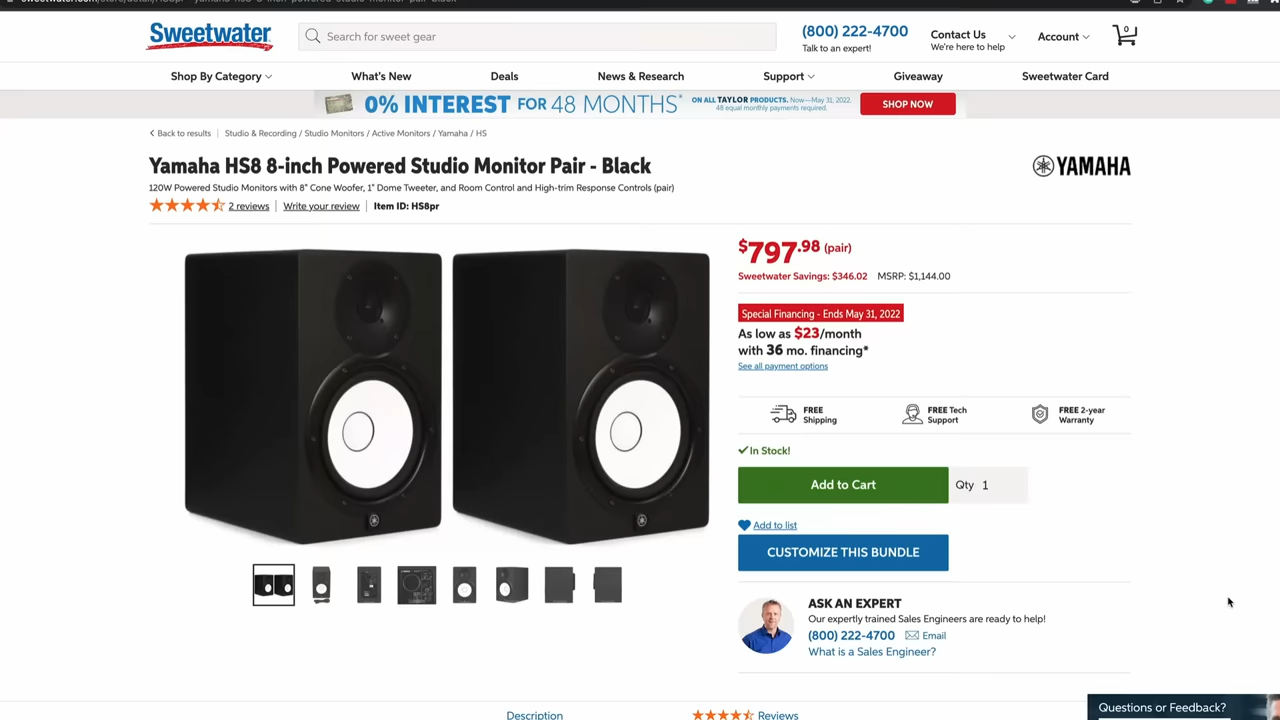 Sweetwater
Search for sweet gear
(800) 222-4700
Talk to an expert!
Contact Us
We're here to help
Account
0
Shop By Category
What's New
Deals
News & Research
Support
Giveaway
Sweetwater Card
0% INTEREST FOR 48 MONTHS*
ON ALL TAYLOR PRODUCTS. Now—May 31, 2022.
48 equal monthly payments required.
SHOP NOW
Back to results
Studio & Recording / Studio Monitors / Active Monitors / Yamaha / HS
Yamaha HS8 8-inch Powered Studio Monitor Pair - Black
YAMAHA
120W Powered Studio Monitors with 8" Cone Woofer, 1" Dome Tweeter, and Room Control and High-trim Response Controls (pair)
2 reviews
Write your review
Item ID: HS8pr
$797.98 (pair)
Sweetwater Savings: $346.02 MSRP: $1,144.00
Special Financing - Ends May 31, 2022
As low as $23/month
with 36 mo. financing*
See all payment options
FREE
Shipping
FREE Tech
Support
FREE 2-year
Warranty
In Stock!
Add to Cart
Qty 1
Add to list
CUSTOMIZE THIS BUNDLE
ASK AN EXPERT
Our expertly trained Sales Engineers are ready to help!
(800) 222-4700
Email
What is a Sales Engineer?
Description
Reviews
Questions or Feedback?